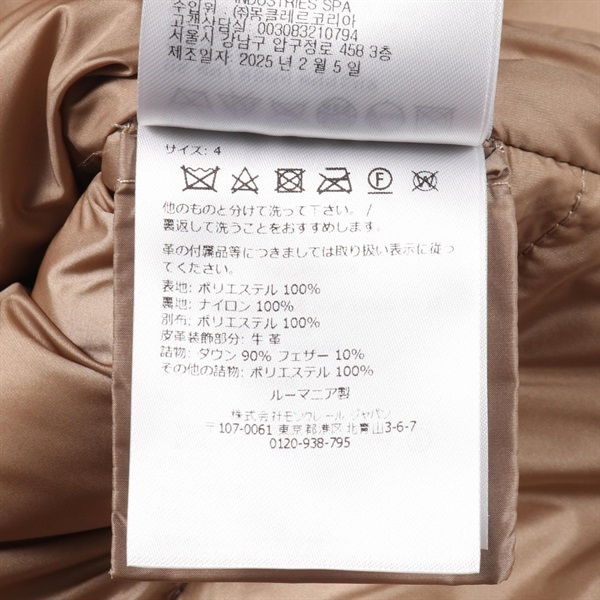 INDUSTRIES SPA
수입원: (주)몽클레르코리아
고객상담실: 003083210794
서울시 강남구 압구정로 458 3층
제조일자: 2025 년 2 월 5 일
サイズ: 4
他のものと分けて洗って下さい。/
裏返して洗うことをおすすめします。
革の付属品等につきましては取り扱い表示に従っ
てください。
表地: ポリエステル 100%
裏地: ナイロン 100%
別布: ポリエステル 100%
皮革装飾部分: 牛 革
詰物: ダウン 90% フェザー 10%
その他の詰物: ポリエステル 100%
ルーマニア製
株式会社モンクレール ジャパン
〒107-0061 東京都港区北青山3-6-7
0120-938-795